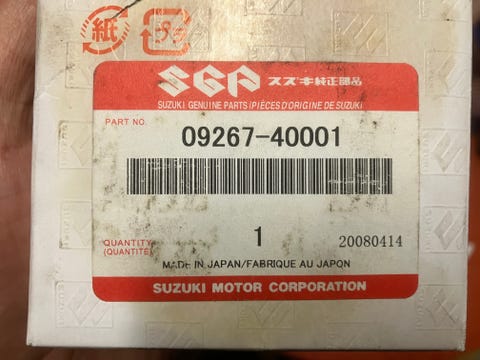 紙
SGP スズキ純正部品
SUZUKI GENUINE PARTS (PIÈCES D'ORIGINE DE SUZUKI)
PART NO.
09267-40001
QUANTITY
(QUANTITÉ)
1
20080414
MADE IN JAPAN/FABRIQUE AU JAPON
SUZUKI MOTOR CORPORATION